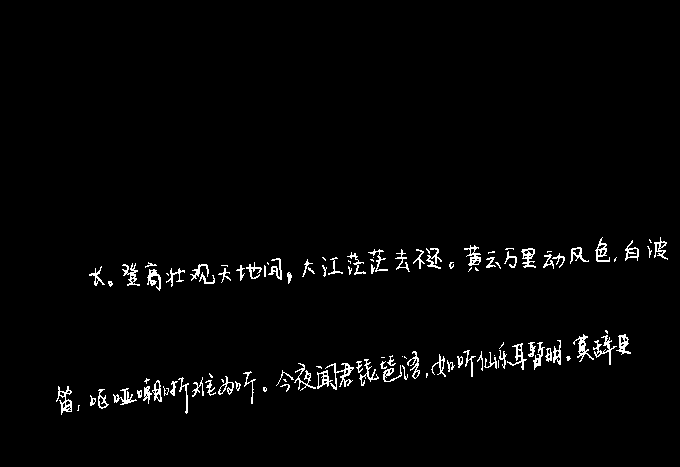 长。登高壮观天地间,大江茫茫去不还。黄云万里动风色,白波
笛,呕哑嘲哳难为听。今夜闻君琵琶语,如听仙乐耳暂明。莫辞更